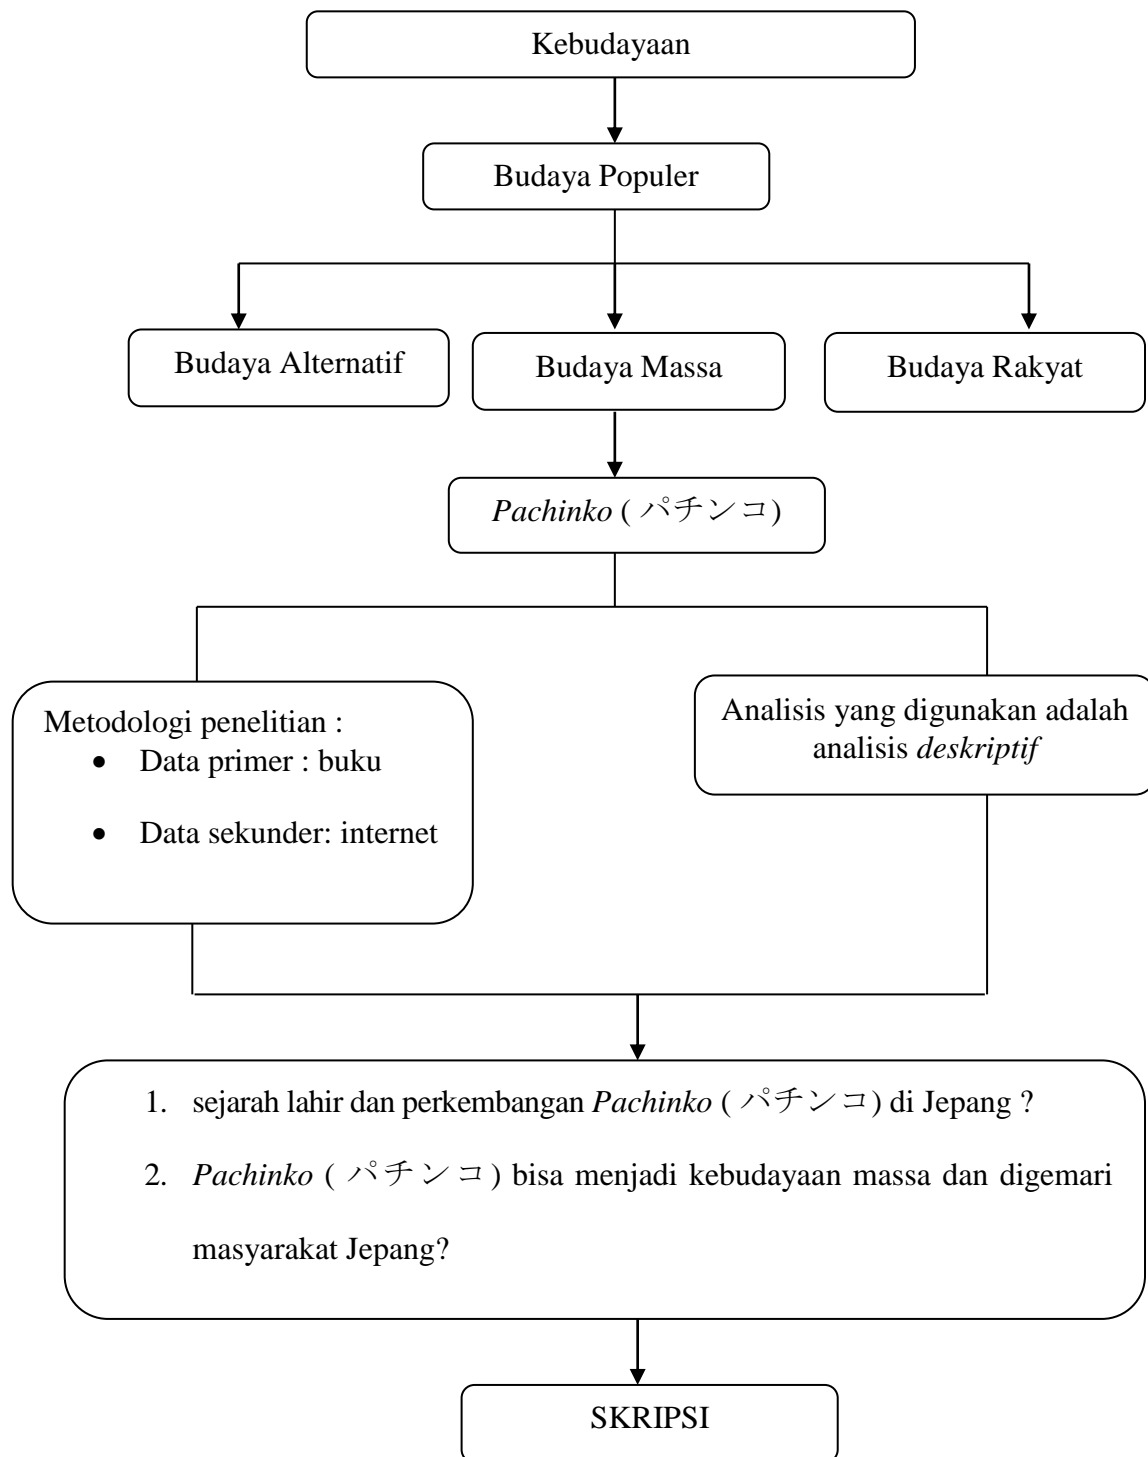 Kebudayaan
Budaya Populer
Budaya Alternatif
Budaya Massa
Budaya Rakyat
Pachinko ( パチンコ)
Metodologi penelitian :
• Data primer : buku
• Data sekunder: internet
Analisis yang digunakan adalah
analisis deskriptif
1. sejarah lahir dan perkembangan Pachinko ( パチンコ) di Jepang ?
2. Pachinko ( パチンコ) bisa menjadi kebudayaan massa dan digemari
masyarakat Jepang?
SKRIPSI